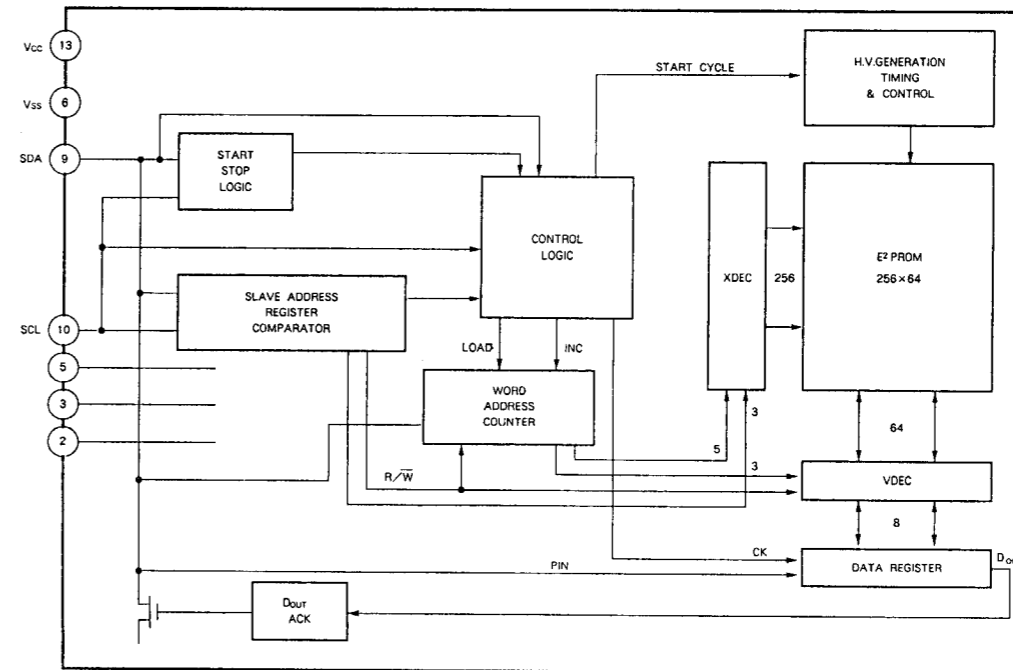 Vcc 13
Vss 6
SDA 9
SCL 10
5
3
2
START
STOP
LOGIC
SLAVE ADDRESS
REGISTER
COMPARATOR
CONTROL
LOGIC
START CYCLE
H.V.GENERATION
TIMING
& CONTROL
XDEC
256
E² PROM
256×64
LOAD
INC
WORD
ADDRESS
COUNTER
5
3
3
64
R/W̅
VDEC
8
CK
PIN
DATA REGISTER
DOUT
ACK